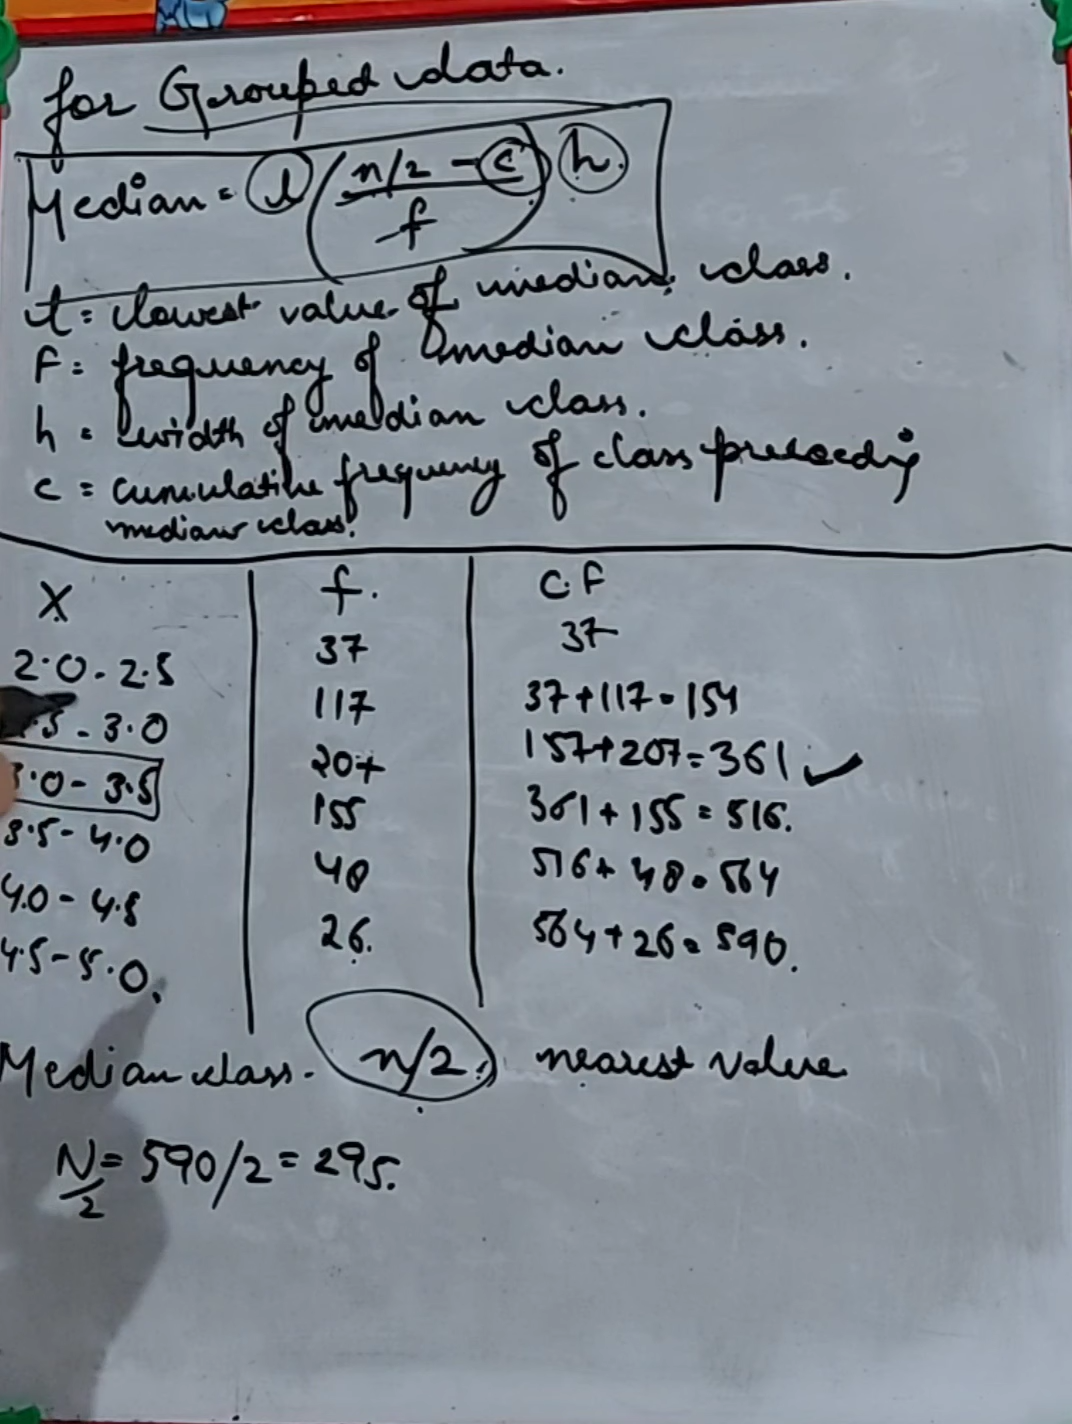 for Grouped data.
Median = l (n/2 - c / f) h.
l = lowest value of median class.
F = frequency of median class.
h = width of median class.
c = cumulative frequency of class preceeding
median class.
X f. C.F
2.0 - 2.5 37 37
.5 - 3.0 117 37+117=154
3.0 - 3.5 207 157+207=361 ✓
3.5 - 4.0 155 361+155=516.
4.0 - 4.5 48 516+48=564
4.5 - 5.0. 26. 564+26=590.
Median class. n/2. nearest value
N/2 = 590/2 = 295.